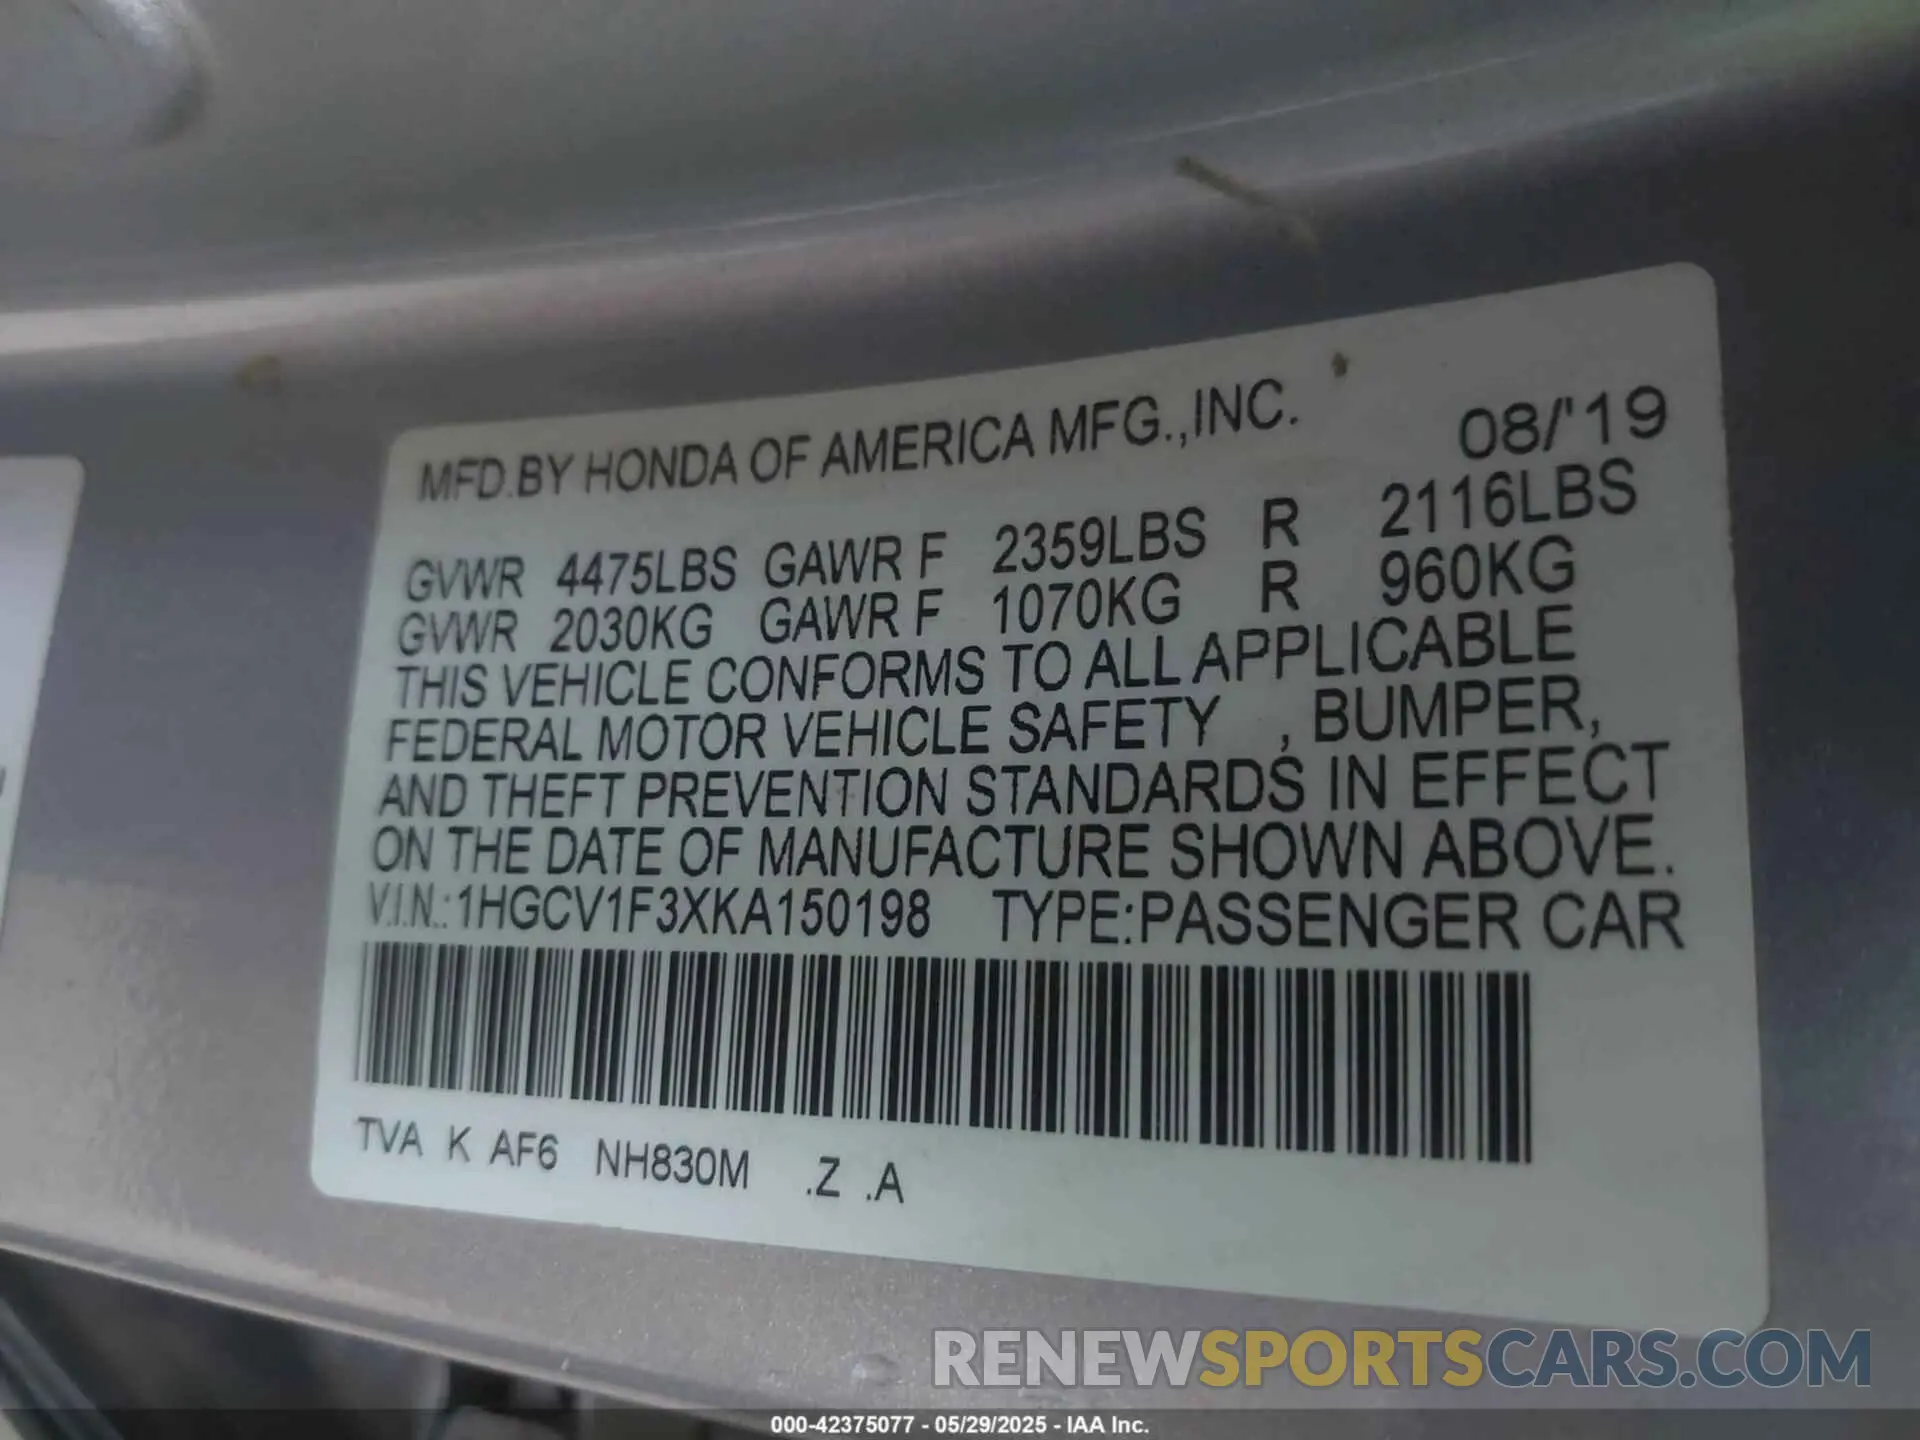 MFD.BY HONDA OF AMERICA MFG.,INC. 08/'19
GVWR 4475LBS GAWR F 2359LBS R 2116LBS
GVWR 2030KG GAWR F 1070KG R 960KG
THIS VEHICLE CONFORMS TO ALL APPLICABLE
FEDERAL MOTOR VEHICLE SAFETY , BUMPER,
AND THEFT PREVENTION STANDARDS IN EFFECT
ON THE DATE OF MANUFACTURE SHOWN ABOVE.
V.I.N.: 1HGCV1F3XKA150198 TYPE:PASSENGER CAR
TVA K AF6 NH830M .Z .A
RENEWSPORTSCARS.COM
000-42375077 - 05/29/2025 - IAA Inc.